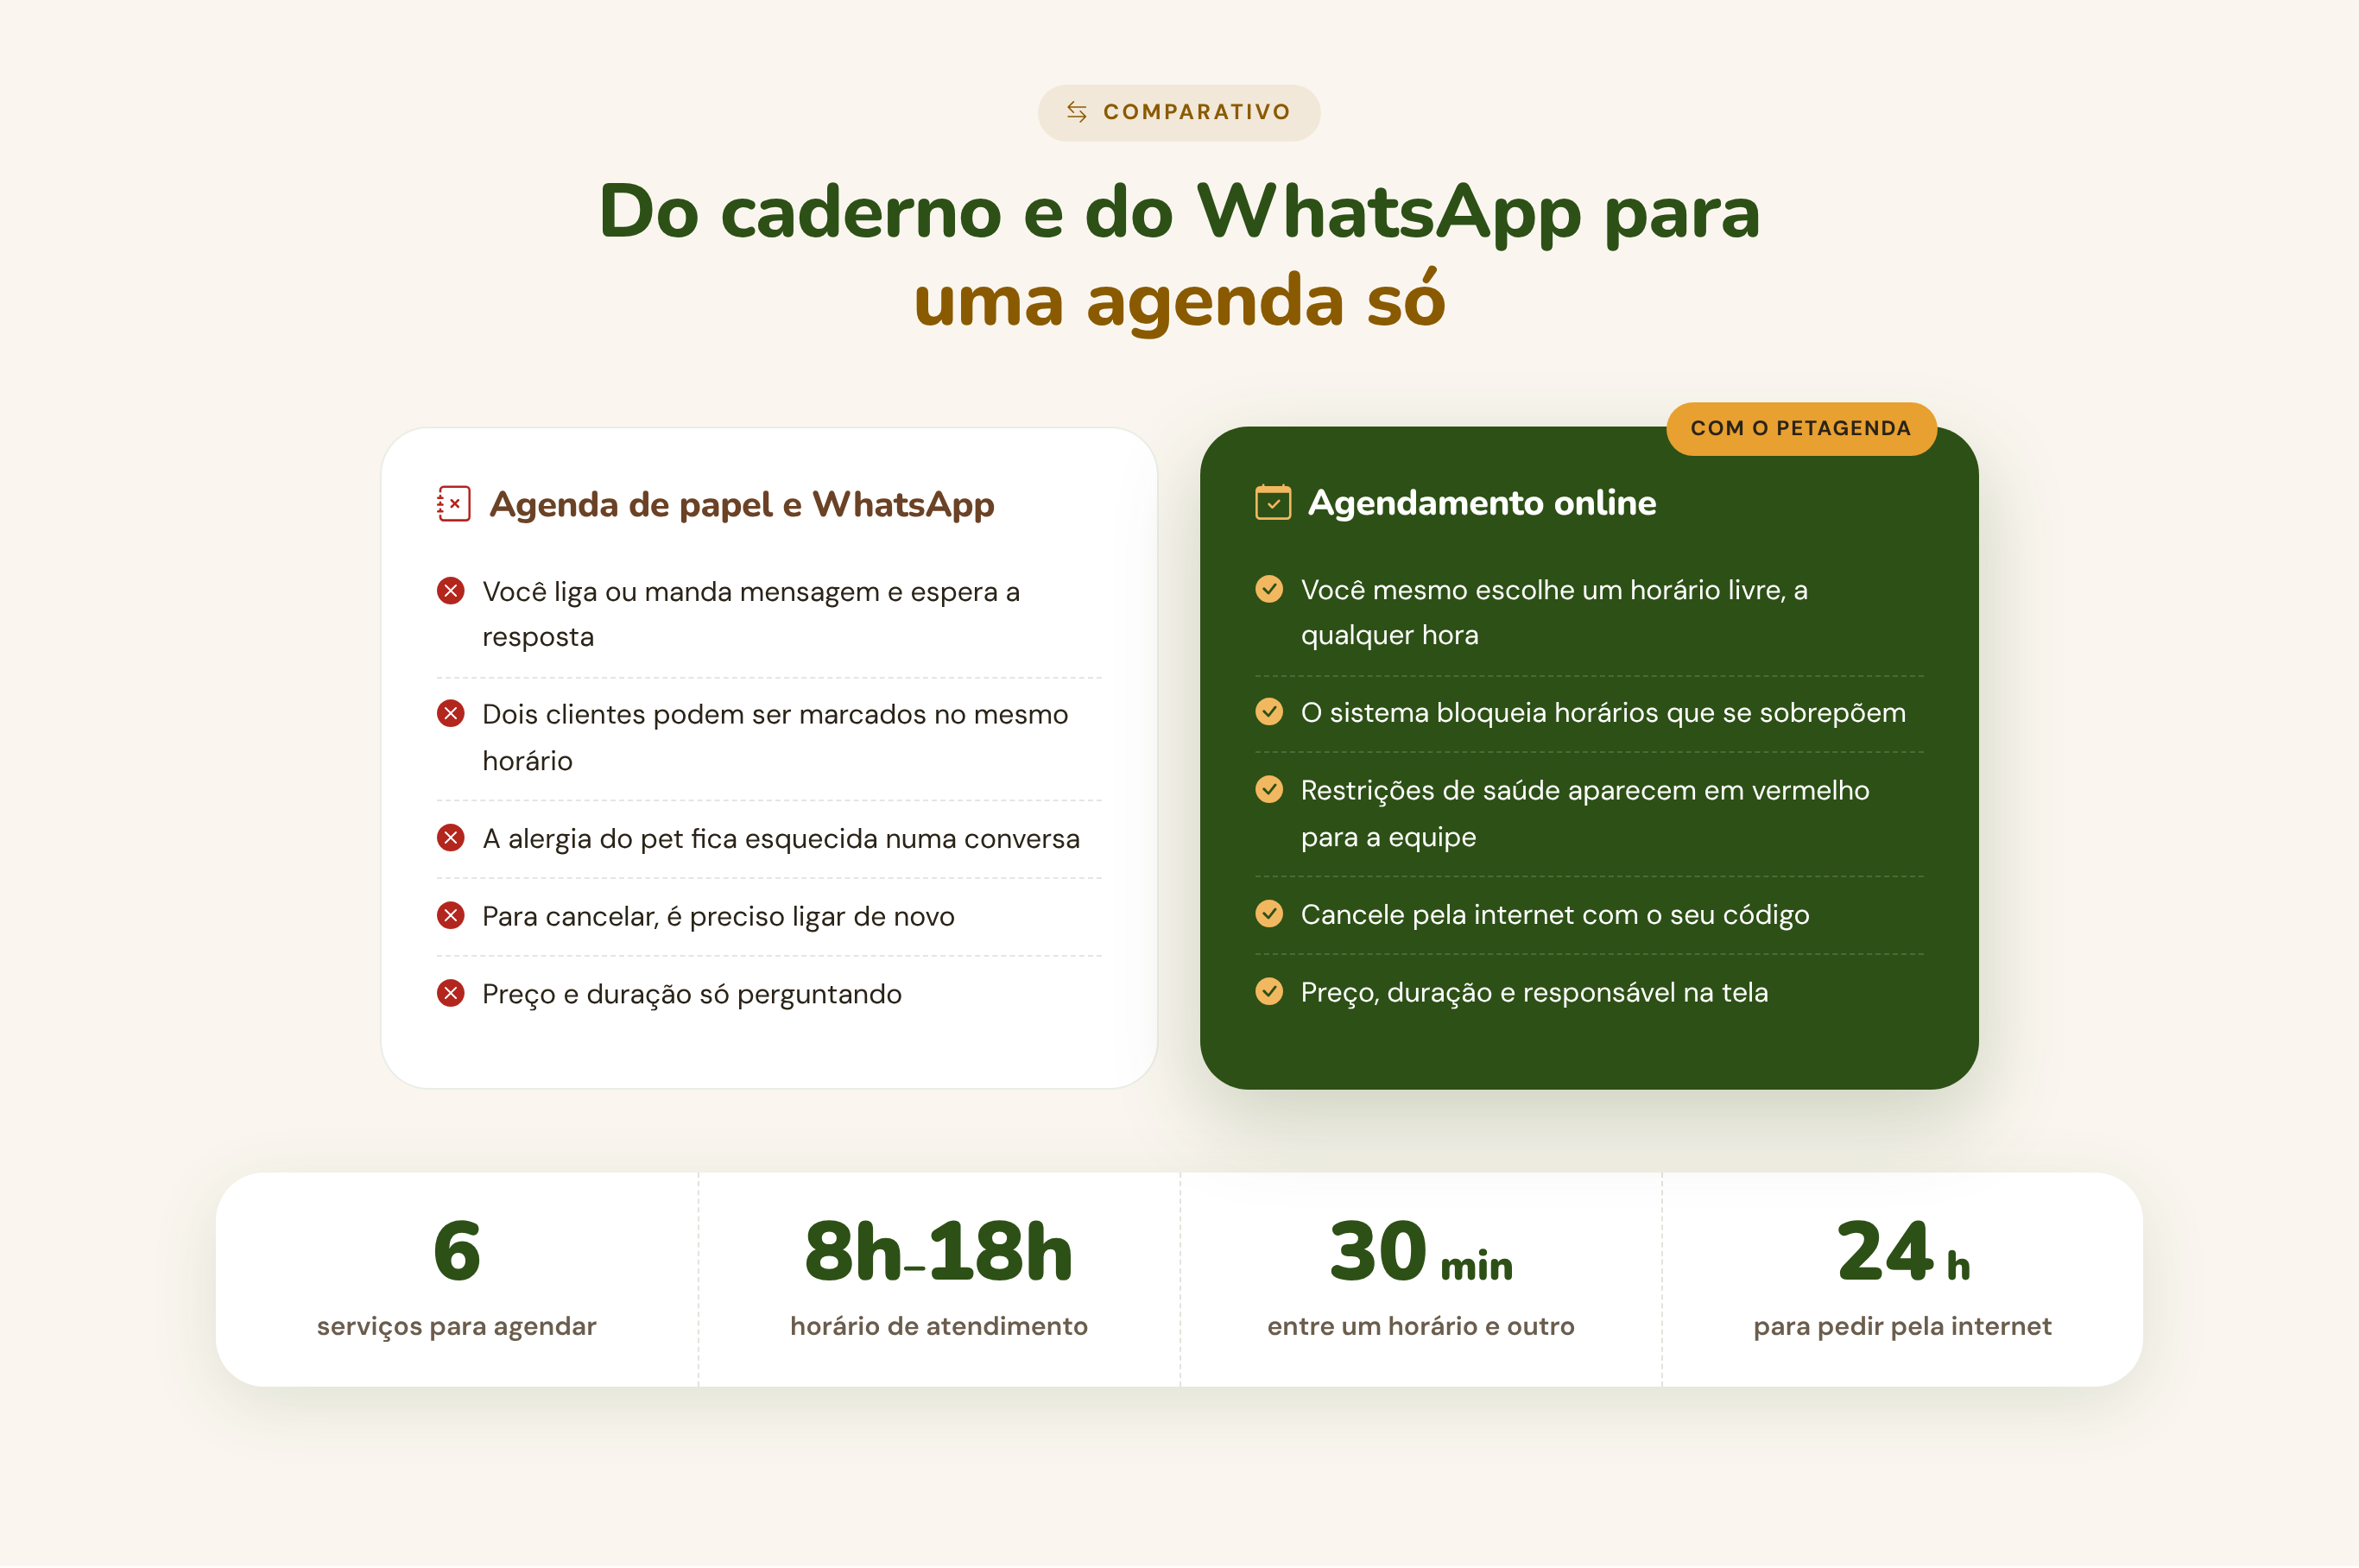 COMPARATIVO
Do caderno e do WhatsApp para
uma agenda só
Agenda de papel e WhatsApp
Você liga ou manda mensagem e espera a
resposta
Dois clientes podem ser marcados no mesmo
horário
A alergia do pet fica esquecida numa conversa
Para cancelar, é preciso ligar de novo
Preço e duração só perguntando
COM O PETAGENDA
Agendamento online
Você mesmo escolhe um horário livre, a
qualquer hora
O sistema bloqueia horários que se sobrepõem
Restrições de saúde aparecem em vermelho
para a equipe
Cancele pela internet com o seu código
Preço, duração e responsável na tela
6
serviços para agendar
8h–18h
horário de atendimento
30 min
entre um horário e outro
24 h
para pedir pela internet